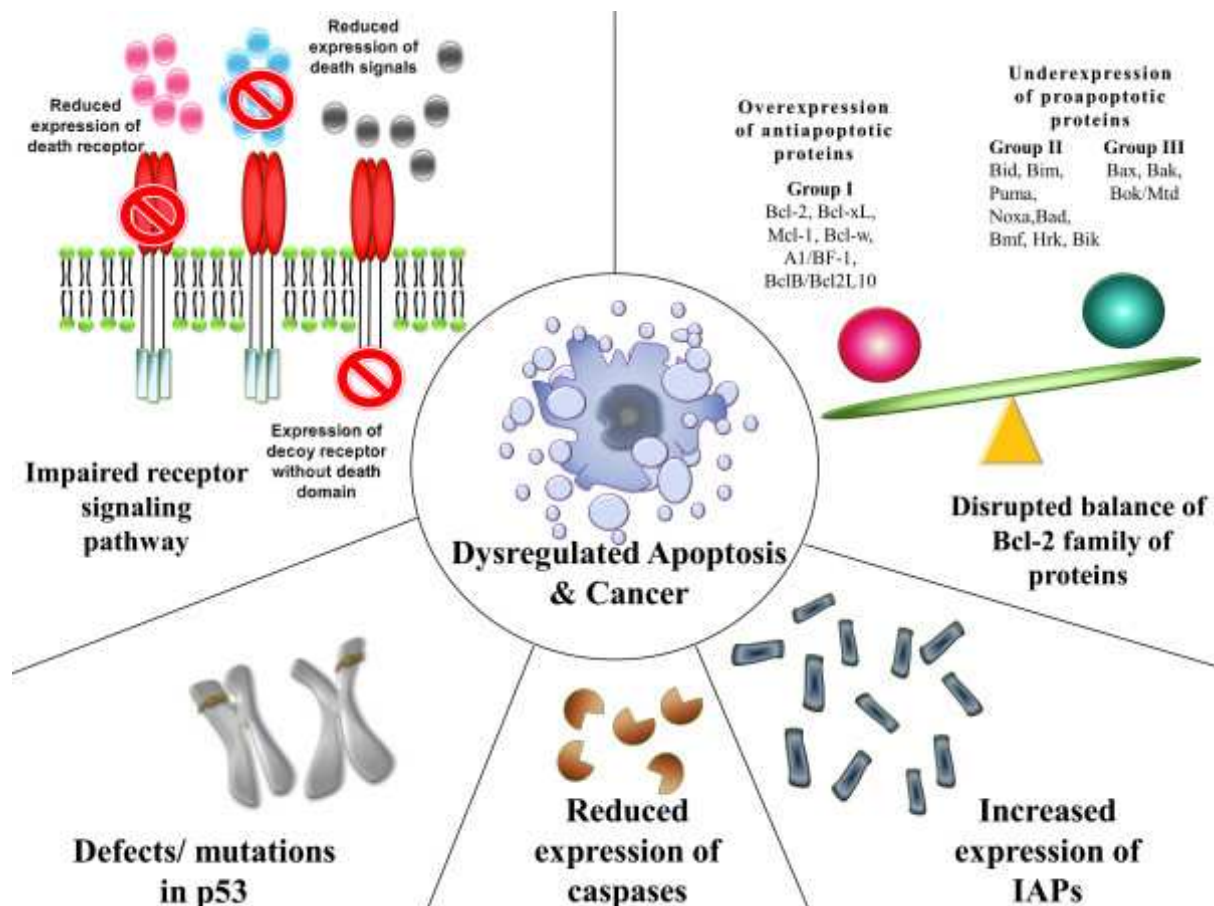 Reduced
expression of
death signals
Reduced
expression of
death receptor
Expression of
decoy receptor
without death
domain
Impaired receptor
signaling
pathway
Overexpression
of antiapoptotic
proteins
Group I
Bcl-2, Bcl-xL,
Mcl-1, Bcl-w,
A1/BF-1,
BclB/Bcl2L10
Underexpression
of proapoptotic
proteins
Group II
Bid, Bim,
Puma,
Noxa,Bad,
Bmf, Hrk, Bik
Group III
Bax, Bak,
Bok/Mtd
Disrupted balance of
Bcl-2 family of
proteins
Dysregulated Apoptosis
& Cancer
Defects/ mutations
in p53
Reduced
expression of
caspases
Increased
expression of
IAPs